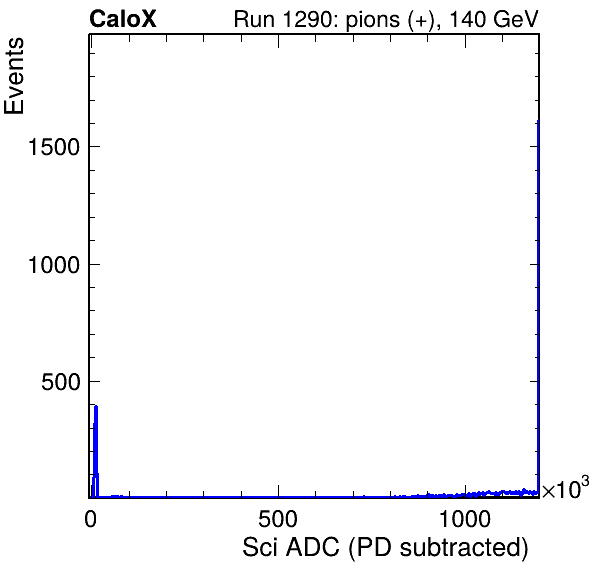 CaloX Run 1290: pions (+), 140 GeV
Events
1500
1000
500
×10³
0 500 1000
Sci ADC (PD subtracted)